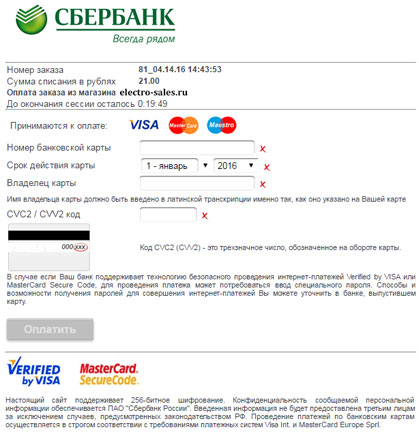 СБЕРБАНК
Всегда рядом
Номер заказа 81_04.14.16 14:43:53
Сумма списания в рублях 21.00
Оплата заказа из магазина electro-sales.ru
До окончания сессии осталось 0:19:49
Принимаются к оплате: VISA MasterCard Maestro
Номер банковской карты x
Срок действия карты 1 - январь 2016 x
Владелец карты x
Имя владельца карты должно быть введено в латинской транскрипции именно так, как оно указано на Вашей карте
CVC2 / CVV2 код x
000xxx
Код CVC2 (CVV2) - это трехзначное число, обозначенное на обороте карты.
В случае если Ваш банк поддерживает технологию безопасного проведения интернет-платежей Verified by VISA или
MasterCard Secure Code, для проведения платежа может потребоваться ввод специального пароля. Способы и
возможности получения паролей для совершения интернет-платежей Вы можете уточнить в банке, выпустившем
карту.
Оплатить
VERIFIED by VISA
MasterCard. SecureCode.
Настоящий сайт поддерживает 256-битное шифрование. Конфиденциальность сообщаемой персональной
информации обеспечивается ПАО "Сбербанк России". Введенная информация не будет предоставлена третьим лицам
за исключением случаев, предусмотренных законодательством РФ. Проведение платежей по банковским картам
осуществляется в строгом соответствии с требованиями платежных систем Visa Int. и MasterCard Europe Sprl.